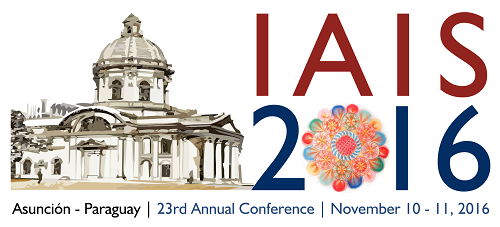 IAIS
2016
Asunción - Paraguay | 23rd Annual Conference | November 10 - 11, 2016